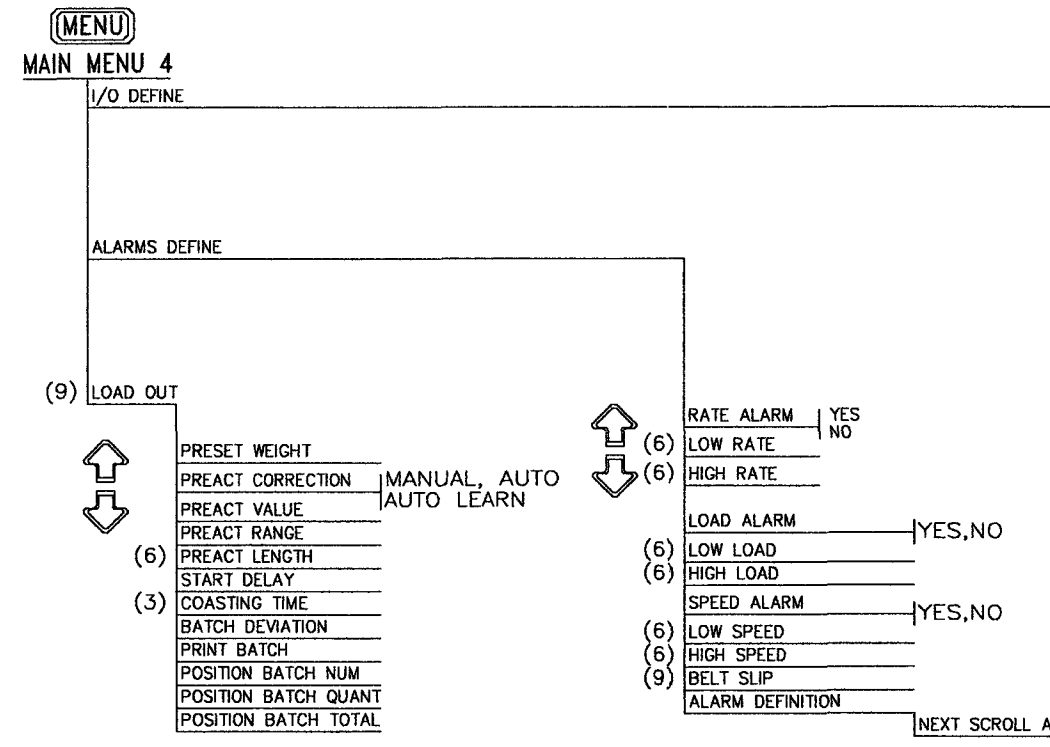 MENU
MAIN MENU 4
I/O DEFINE
ALARMS DEFINE
(9) LOAD OUT
PRESET WEIGHT
PREACT CORRECTION
MANUAL, AUTO
AUTO LEARN
PREACT VALUE
PREACT RANGE
(6) PREACT LENGTH
START DELAY
(3) COASTING TIME
BATCH DEVIATION
PRINT BATCH
POSITION BATCH NUM
POSITION BATCH QUANT
POSITION BATCH TOTAL
RATE ALARM
YES
NO
(6) LOW RATE
(6) HIGH RATE
LOAD ALARM
YES,NO
(6) LOW LOAD
(6) HIGH LOAD
SPEED ALARM
YES,NO
(6) LOW SPEED
(6) HIGH SPEED
(9) BELT SLIP
ALARM DEFINITION
NEXT SCROLL A